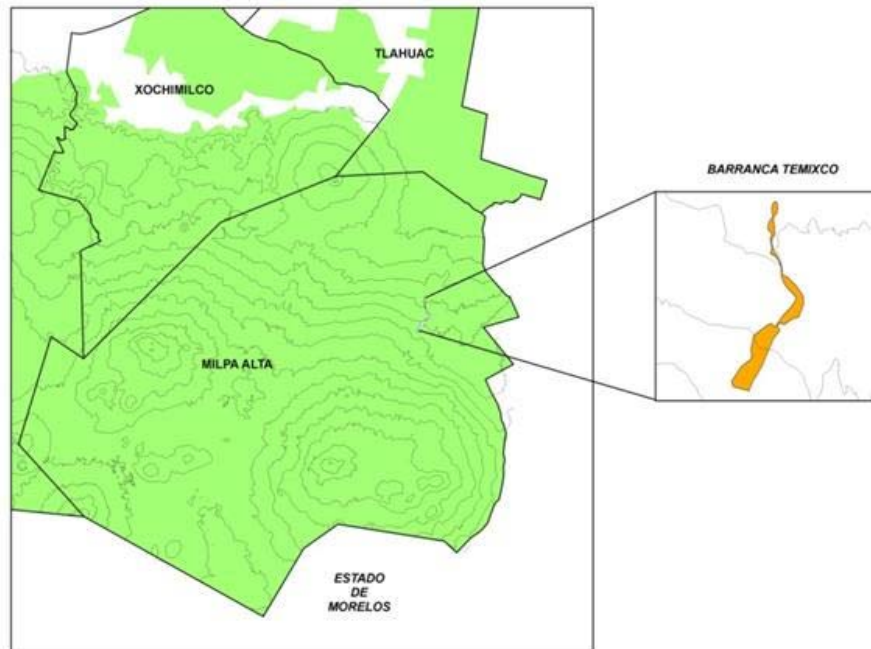 TLAHUAC
XOCHIMILCO
BARRANCA TEMIXCO
MILPA ALTA
ESTADO
DE
MORELOS